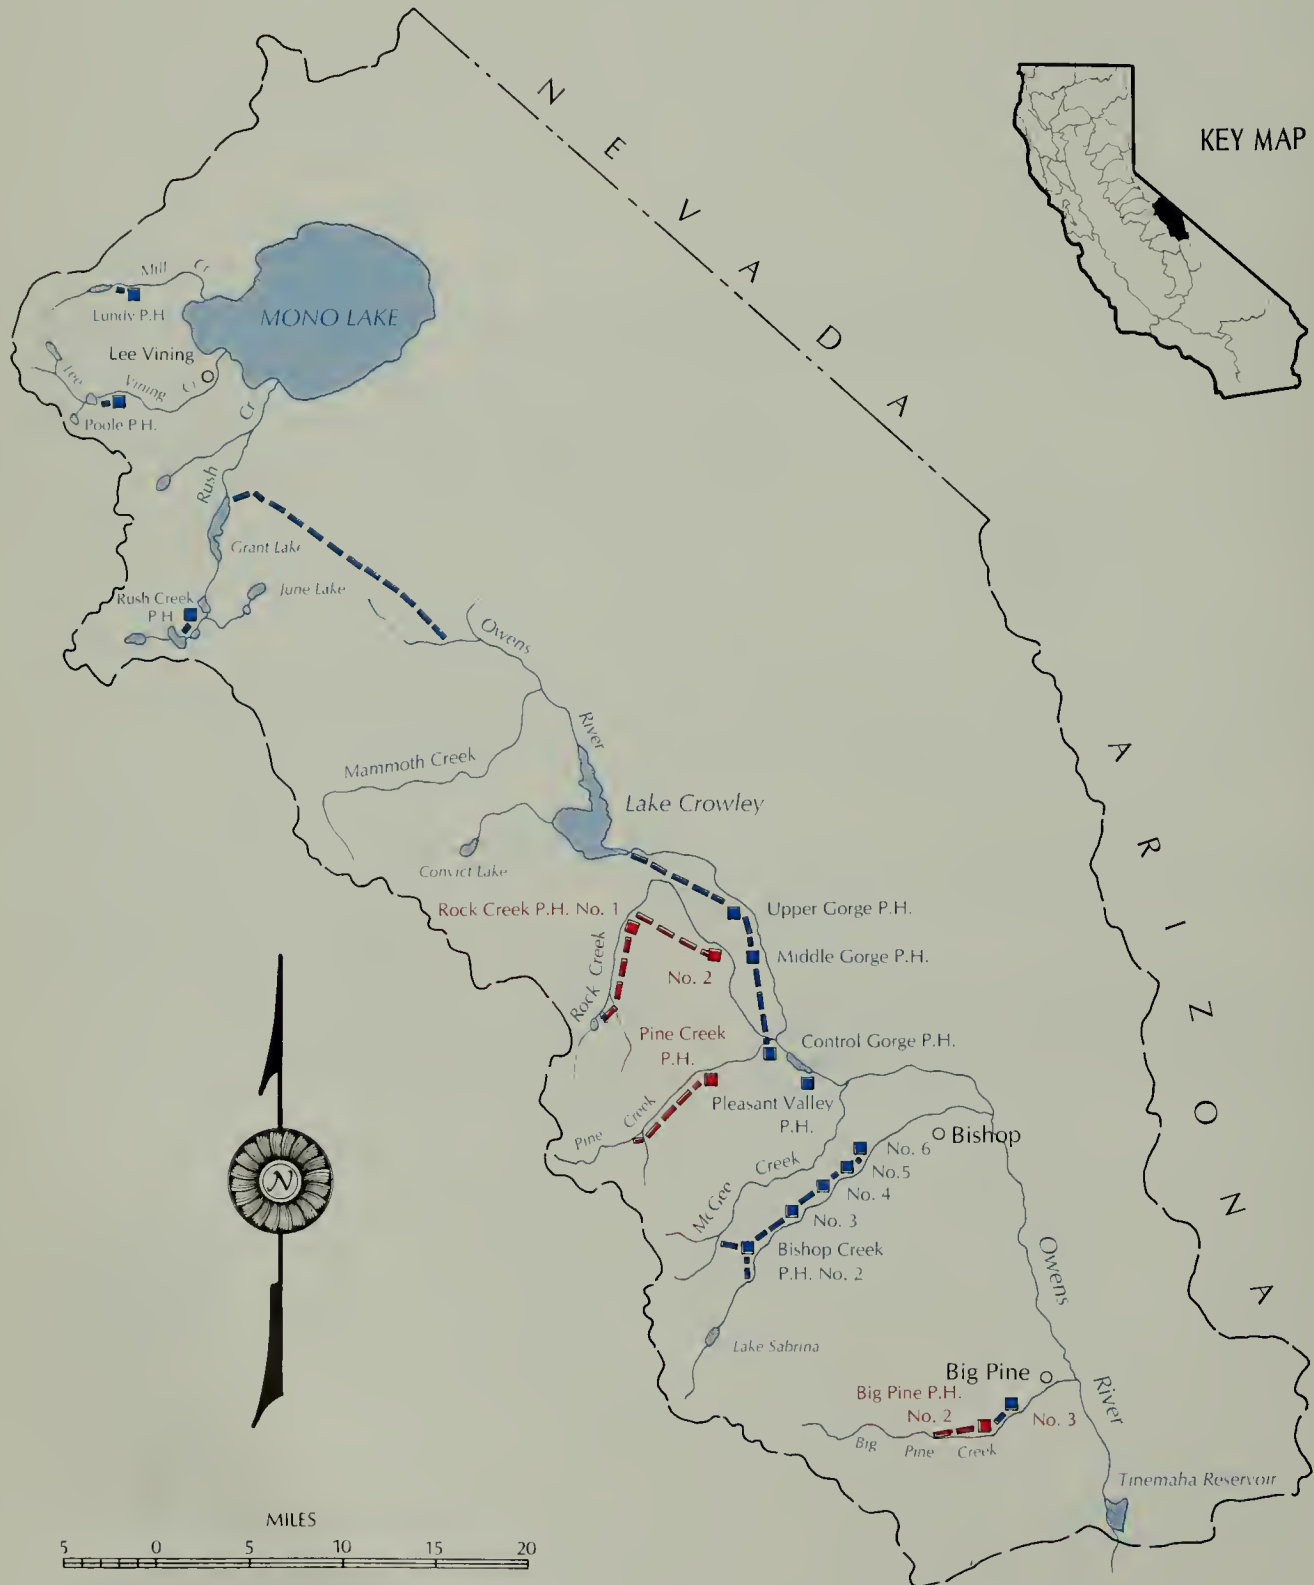 NEVADA
KEY MAP
Mill Cr
Lundy P.H.
MONO LAKE
Lee Vining
Lee Vining Cr
Poole P.H.
Rush Cr
Grant Lake
June Lake
Rush Creek
P.H.
Owens
River
Mammoth Creek
Lake Crowley
Convict Lake
ARIZONA
Rock Creek P.H. No. 1
Upper Gorge P.H.
Middle Gorge P.H.
No. 2
Rock Creek
Pine Creek
P.H.
Control Gorge P.H.
Pine Creek
Pleasant Valley
P.H.
Bishop
No. 6
No. 5
No. 4
No. 3
McGee Creek
Bishop Creek
P.H. No. 2
N
Owens
River
Lake Sabrina
Big Pine
Big Pine P.H.
No. 2
No. 3
Big Pine Creek
Tinemaha Reservoir
MILES
5 0 5 10 15 20